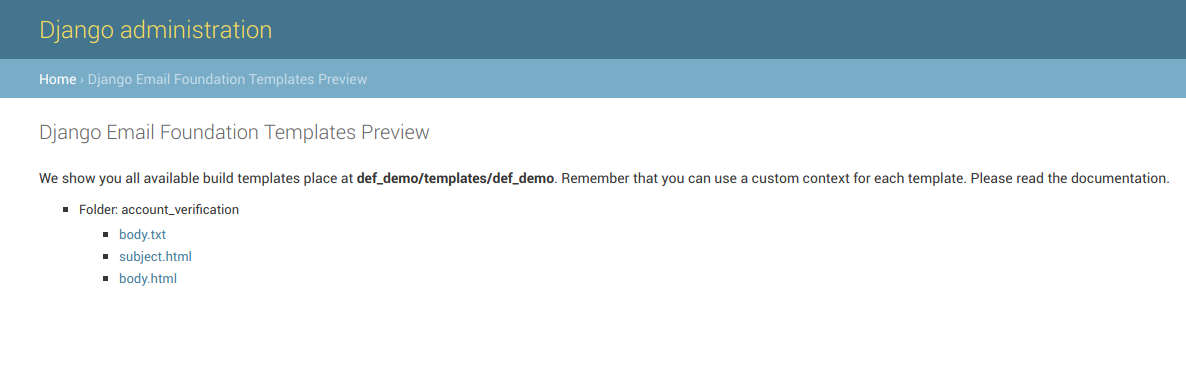 Django administration
Home › Django Email Foundation Templates Preview
Django Email Foundation Templates Preview
We show you all available build templates place at def_demo/templates/def_demo. Remember that you can use a custom context for each template. Please read the documentation.
Folder: account_verification
body.txt
subject.html
body.html